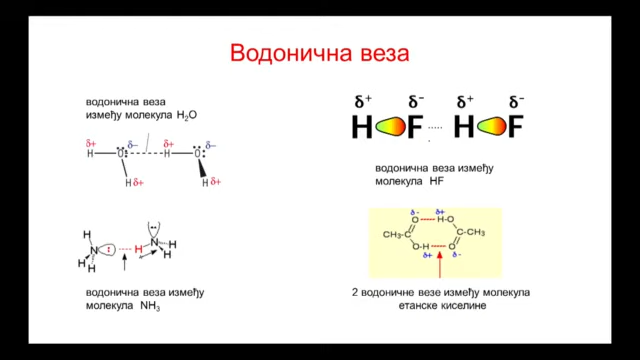 Водонична веза
водонична веза
између молекула H₂O
δ+ δ– δ+ δ–
H O H O
H δ+ H δ+
δ+ δ– δ+ δ–
H F ..... H F
водонична веза између
молекула HF
H N H H H N H H
водонична веза између
молекула NH₃
δ - δ+
O H-O
CH₃-C C-CH₃
O-H O
δ+ δ -
2 водоничне везе између молекула
етанске киселине